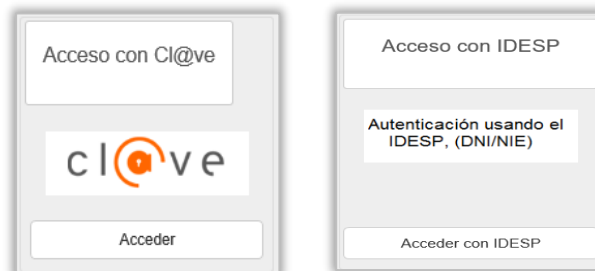 Acceso con Cl@ve
cl@ve
Acceder
Acceso con IDESP
Autenticación usando el
IDESP, (DNI/NIE)
Acceder con IDESP